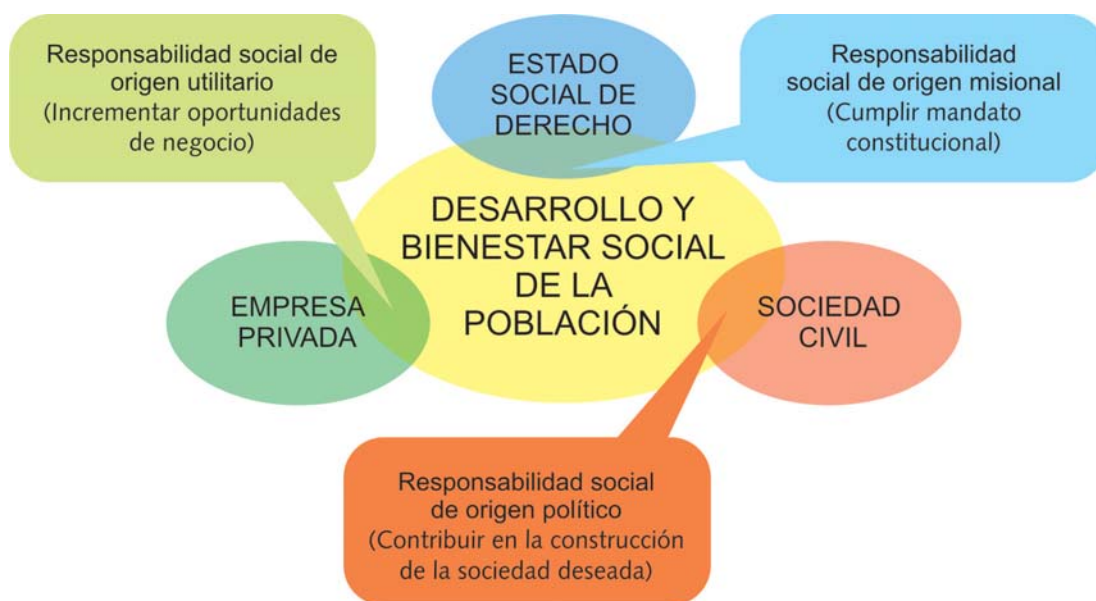 Responsabilidad social de
origen utilitario
(Incrementar oportunidades
de negocio)
ESTADO
SOCIAL DE
DERECHO
Responsabilidad
social de origen misional
(Cumplir mandato
constitucional)
DESARROLLO Y
BIENESTAR SOCIAL
DE LA
POBLACIÓN
EMPRESA
PRIVADA
SOCIEDAD
CIVIL
Responsabilidad social
de origen político
(Contribuir en la construcción
de la sociedad deseada)